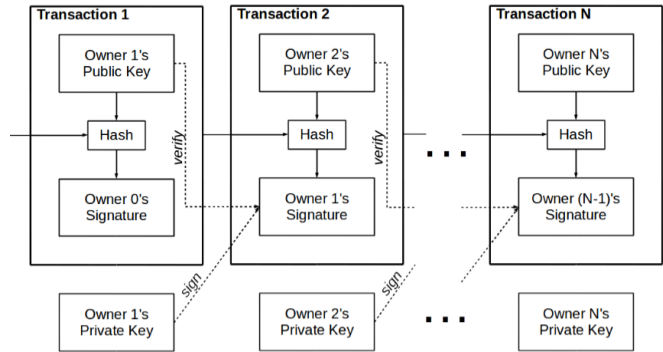 Transaction 1
Owner 1's
Public Key
Hash
verify
Owner 0's
Signature
sign
Owner 1's
Private Key
Transaction 2
Owner 2's
Public Key
Hash
verify
Owner 1's
Signature
sign
Owner 2's
Private Key
Transaction N
Owner N's
Public Key
Hash
Owner (N-1)'s
Signature
Owner N's
Private Key